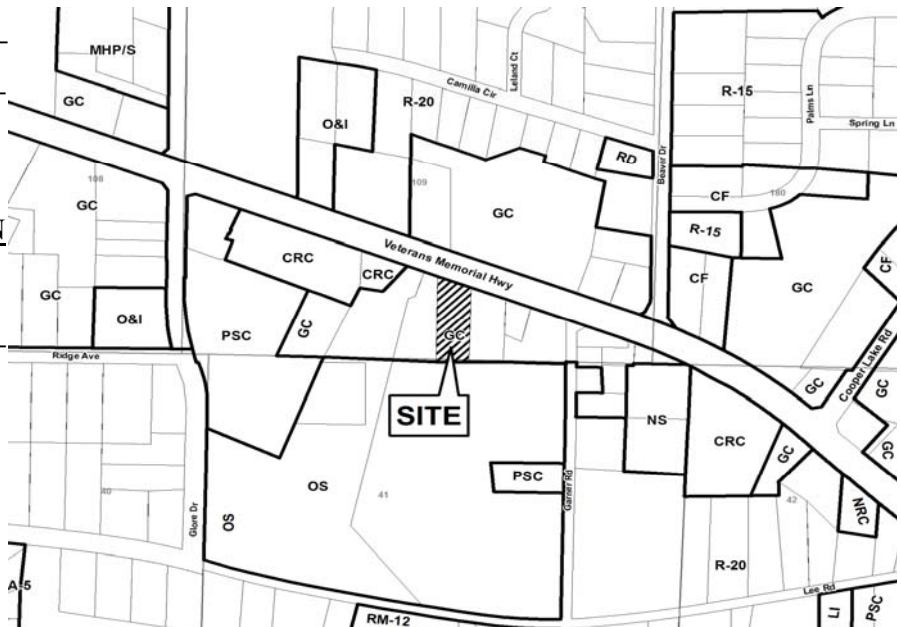 MHP/S
GC
R-20
Camilla Cir
Leland Ct
R-15
Palms Ln
Spring Ln
O&I
RD
Beaver Dr
108
109
180
GC
GC
CF
R-15
CF
GC
CF
Veterans Memorial Hwy
CRC
CRC
GC
O&I
PSC
GC
GC
Ridge Ave
SITE
GC
Cooper Lake Rd
GC
GC
NS
CRC
GC
PSC
OS
OS
41
40
Glore Dr
Garner Rd
42
NRC
R-20
Lee Rd
A-5
RM-12
LI
PSC